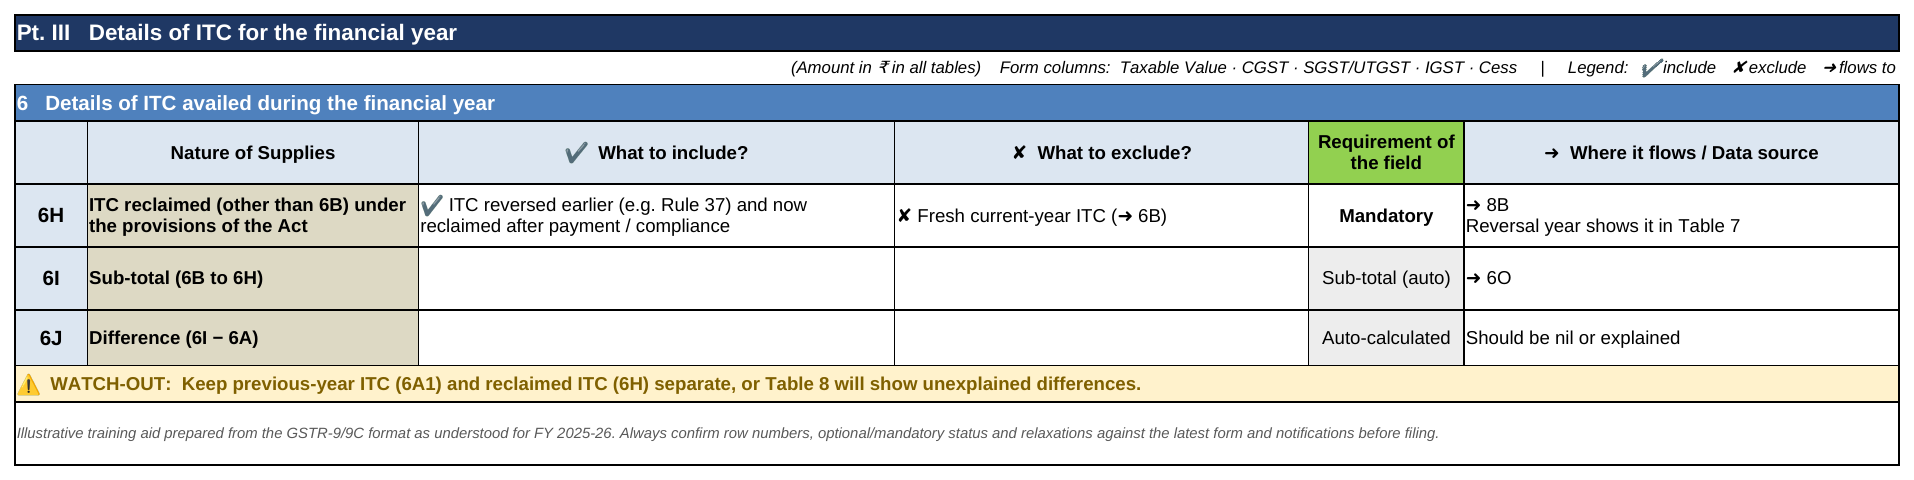 Pt. III Details of ITC for the financial year
(Amount in ₹ in all tables) Form columns: Taxable Value · CGST · SGST/UTGST · IGST · Cess | Legend: ✔include ✘exclude ➔flows to
6 Details of ITC availed during the financial year
Nature of Supplies
✔ What to include?
✘ What to exclude?
Requirement of
the field
➔ Where it flows / Data source
6H
ITC reclaimed (other than 6B) under
the provisions of the Act
✔ ITC reversed earlier (e.g. Rule 37) and now
reclaimed after payment / compliance
✘ Fresh current-year ITC (➔ 6B)
Mandatory
➔ 8B
Reversal year shows it in Table 7
6I
Sub-total (6B to 6H)
Sub-total (auto)
➔ 6O
6J
Difference (6I − 6A)
Auto-calculated
Should be nil or explained
⚠ WATCH-OUT: Keep previous-year ITC (6A1) and reclaimed ITC (6H) separate, or Table 8 will show unexplained differences.
Illustrative training aid prepared from the GSTR-9/9C format as understood for FY 2025-26. Always confirm row numbers, optional/mandatory status and relaxations against the latest form and notifications before filing.